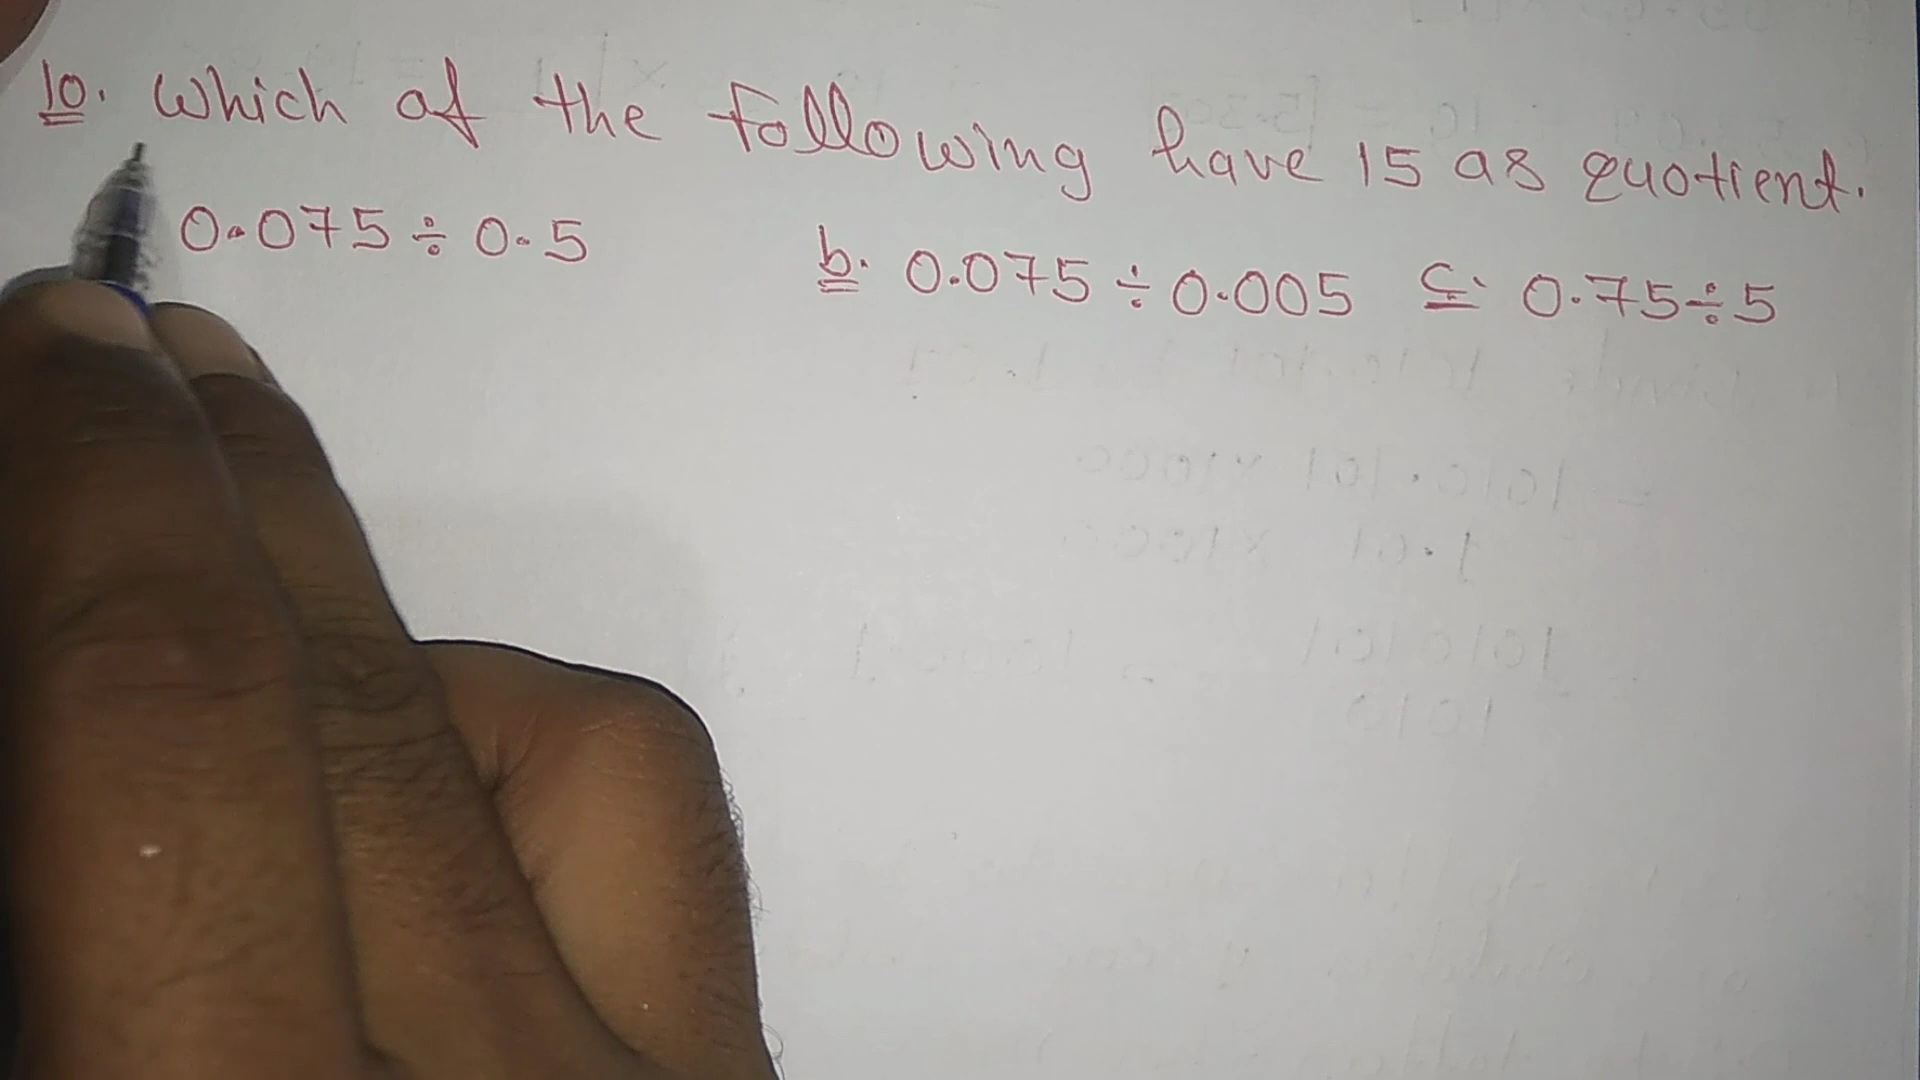 10. Which of the following have 15 as quotient.
0.075 ÷ 0.5 b. 0.075 ÷ 0.005 c. 0.75 ÷ 5